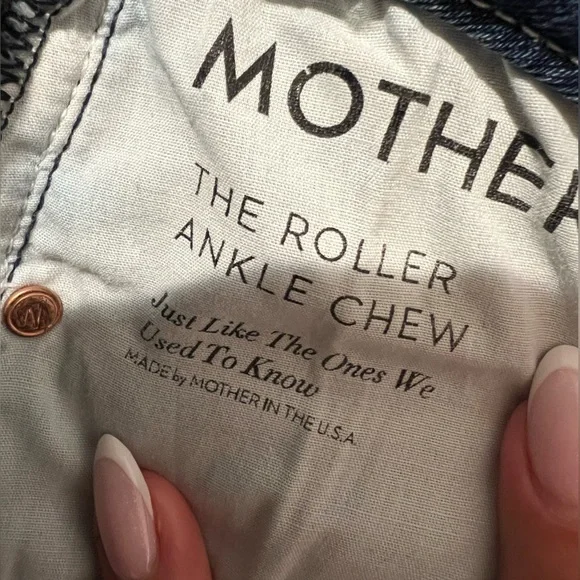 MOTHER
THE ROLLER
ANKLE CHEW
Just Like The Ones We
Used To Know
MADE by MOTHER IN THE U.S.A.